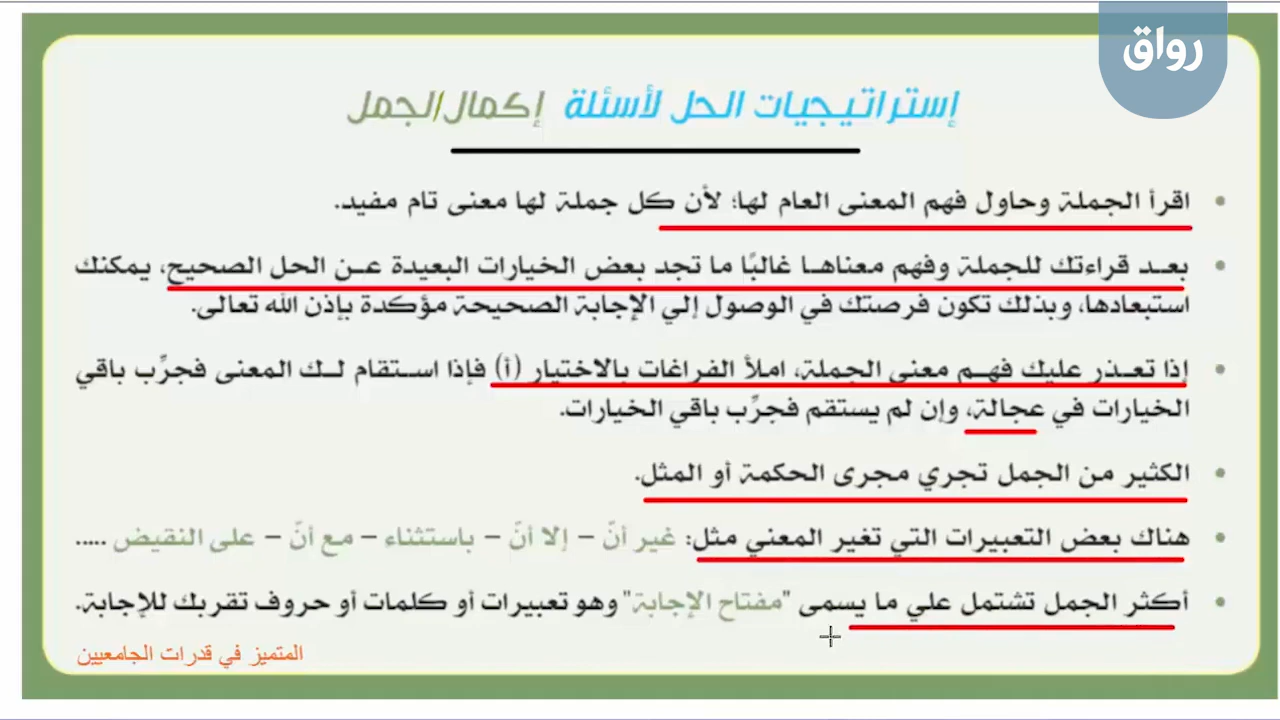 رواق
إستراتيجيات الحل لأسئلة إكمال الجمل
• اقرأ الجملة وحاول فهم المعنى العام لها؛ لأن كل جملة لها معنى تام مفيد.
• بعد قراءتك للجملة وفهم معناها غالبًا ما تجد بعض الخيارات البعيدة عن الحل الصحيح، يمكنك
استبعادها، وبذلك تكون فرصتك في الوصول إلي الإجابة الصحيحة مؤكدة بإذن الله تعالى.
• إذا تعذر عليك فهم معنى الجملة، املأ الفراغات بالاختيار (أ) فإذا استقام لك المعنى فجرِّب باقي
الخيارات في عجالة، وإن لم يستقم فجرِّب باقي الخيارات.
• الكثير من الجمل تجري مجرى الحكمة أو المثل.
• هناك بعض التعبيرات التي تغير المعني مثل: غير أنّ – إلا أنّ – باستثناء – مع أنّ – على النقيض .....
• أكثر الجمل تشتمل علي ما يسمى "مفتاح الإجابة" وهو تعبيرات أو كلمات أو حروف تقربك للإجابة.
المتميز في قدرات الجامعيين